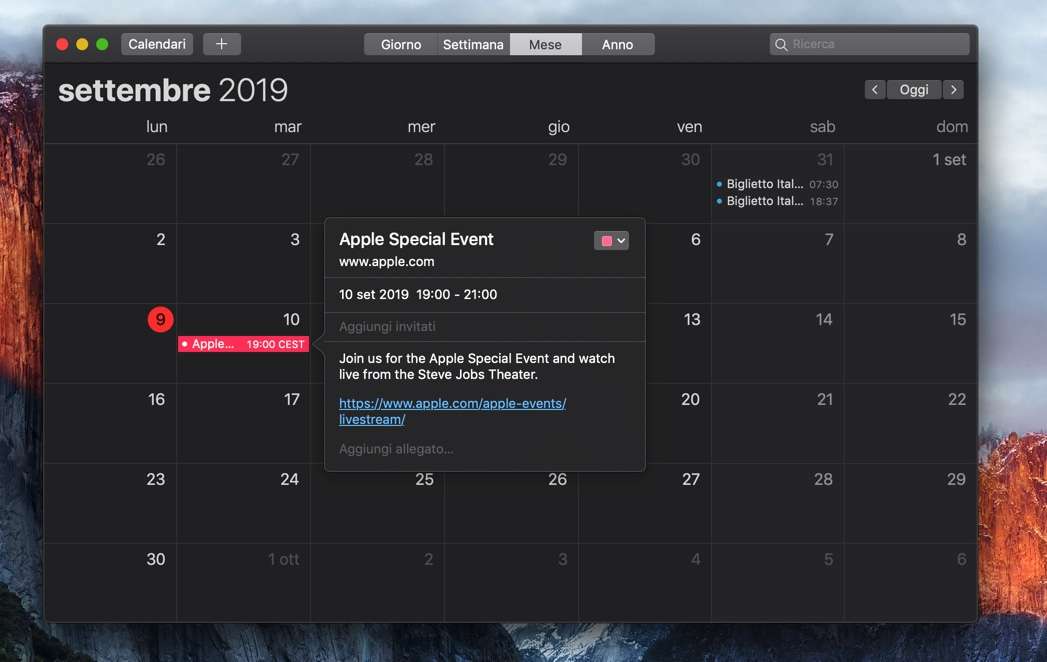 Calendari + Giorno Settimana Mese Anno Ricerca
settembre 2019 < Oggi >
lun mar mer gio ven sab dom
26 27 28 29 30 31 1 set
Biglietto Ital... 07:30
Biglietto Ital... 18:37
2 3 6 7 8
Apple Special Event
www.apple.com
10 set 2019 19:00 - 21:00
9 10 13 14 15
Apple... 19:00 CEST
Aggiungi invitati
Join us for the Apple Special Event and watch
live from the Steve Jobs Theater.
https://www.apple.com/apple-events/
livestream/
Aggiungi allegato...
16 17 20 21 22
23 24 25 26 27 28 29
30 1 ott 2 3 4 5 6